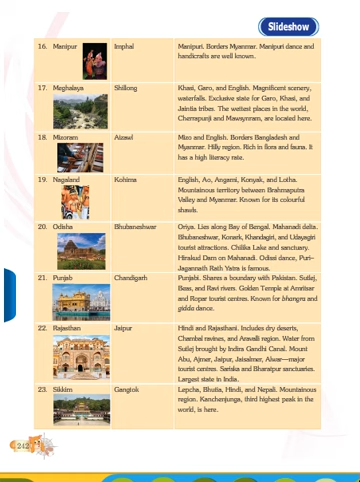 Slideshow
16. Manipur Imphal Manipuri. Borders Myanmar. Manipuri dance and
handicrafts are well known.
17. Meghalaya Shillong Khasi, Garo, and English. Magnificent scenery,
waterfalls. Exclusive state for Garo, Khasi, and
Jaintia tribes. The wettest places in the world,
Cherrapunji and Mawsynram, are located here.
18. Mizoram Aizawl Mizo and English. Borders Bangladesh and
Myanmar. Hilly region. Rich in flora and fauna. It
has a high literacy rate.
19. Nagaland Kohima English, Ao, Angami, Konyak, and Lotha.
Mountainous territory between Brahmaputra
Valley and Myanmar. Known for its colourful
shawls.
20. Odisha Bhubaneshwar Oriya. Lies along Bay of Bengal. Mahanadi delta.
Bhubaneshwar, Konark, Khandagiri, and Udayagiri
tourist attractions. Chilika Lake and sanctuary.
Hirakud Dam on Mahanadi. Odissi dance, Puri–
Jagannath Rath Yatra is famous.
21. Punjab Chandigarh Punjabi. Shares a boundary with Pakistan. Sutlej,
Beas, and Ravi rivers. Golden Temple at Amritsar
and Ropar tourist centres. Known for bhangra and
gidda dance.
22. Rajasthan Jaipur Hindi and Rajasthani. Includes dry deserts,
Chambal ravines, and Aravalli region. Water from
Sutlej brought by Indira Gandhi Canal. Mount
Abu, Ajmer, Jaipur, Jaisalmer, Alwar—major
tourist centres. Sariska and Bharatpur sanctuaries.
Largest state in India.
23. Sikkim Gangtok Lepcha, Bhutia, Hindi, and Nepali. Mountainous
region. Kanchenjunga, third highest peak in the
world, is here.
242